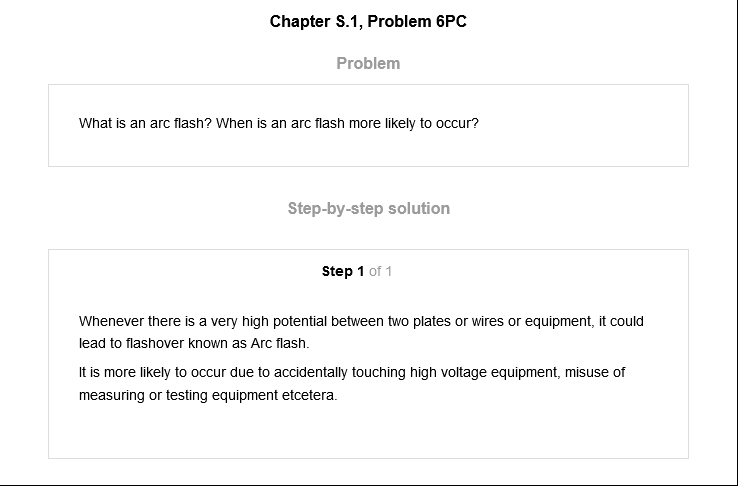 Chapter S.1, Problem 6PC
Problem
What is an arc flash? When is an arc flash more likely to occur?
Step-by-step solution
Step 1 of 1
Whenever there is a very high potential between two plates or wires or equipment, it could
lead to flashover known as Arc flash.
It is more likely to occur due to accidentally touching high voltage equipment, misuse of
measuring or testing equipment etcetera.